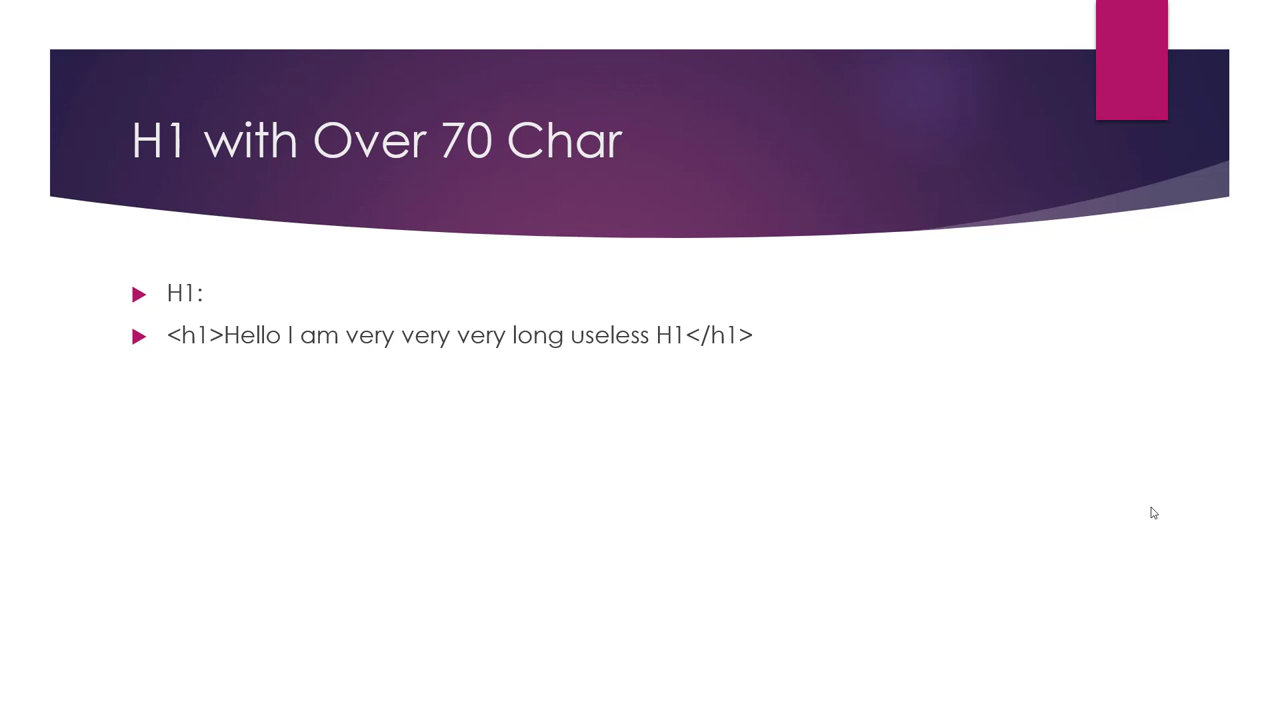 H1 with Over 70 Char
H1:
<h1>Hello I am very very very long useless H1</h1>